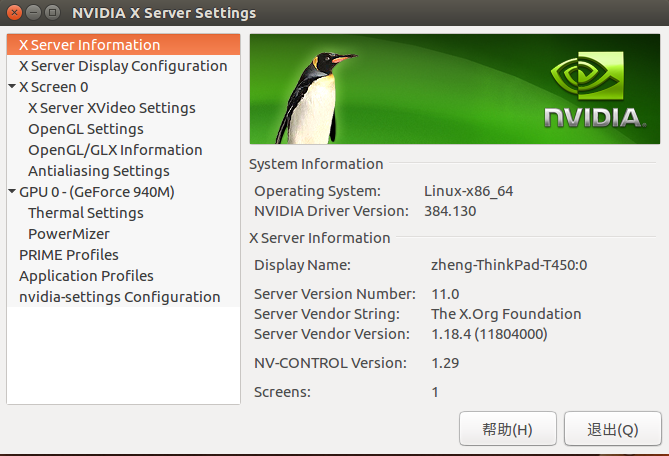 NVIDIA X Server Settings
X Server Information
X Server Display Configuration
X Screen 0
X Server XVideo Settings
OpenGL Settings
OpenGL/GLX Information
Antialiasing Settings
GPU 0 - (GeForce 940M)
Thermal Settings
PowerMizer
PRIME Profiles
Application Profiles
nvidia-settings Configuration
NVIDIA
System Information
Operating System: Linux-x86_64
NVIDIA Driver Version: 384.130
X Server Information
Display Name: zheng-ThinkPad-T450:0
Server Version Number: 11.0
Server Vendor String: The X.Org Foundation
Server Vendor Version: 1.18.4 (11804000)
NV-CONTROL Version: 1.29
Screens: 1
帮助(H) 退出(Q)